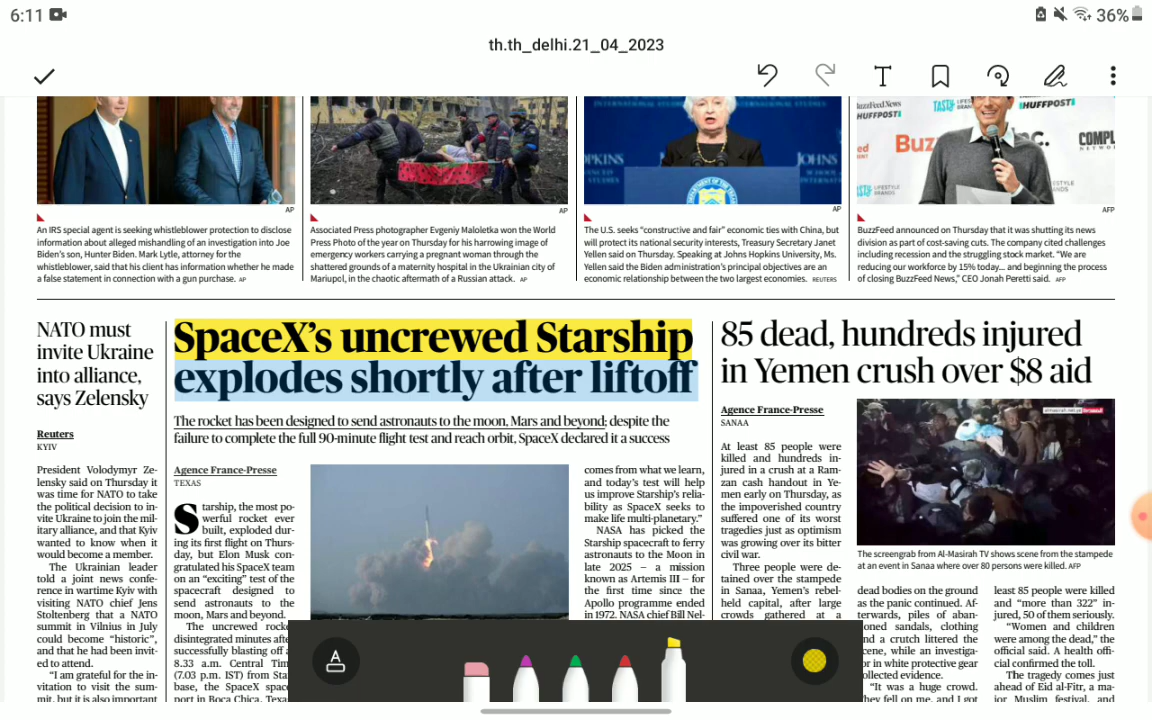 6:11
36%
th.th_delhi.21_04_2023
BuzzFeed News
TASTY
HUFFPOST
BuzzFeed
COMPL
JOHNS
AP
AP
AP
AFP
An IRS special agent is seeking whistleblower protection to disclose
information about alleged mishandling of an investigation into Joe
Biden's son, Hunter Biden. Mark Lytle, attorney for the
whistleblower, said that his client has information whether he made
a false statement in connection with a gun purchase. AP
Associated Press photographer Evgeniy Maloletka won the World
Press Photo of the year on Thursday for his harrowing image of
emergency workers carrying a pregnant woman through the
shattered grounds of a maternity hospital in the Ukrainian city of
Mariupol, in the chaotic aftermath of a Russian attack. AP
The U.S. seeks "constructive and fair" economic ties with China, but
will protect its national security interests, Treasury Secretary Janet
Yellen said on Thursday. Speaking at Johns Hopkins University, Ms.
Yellen said the Biden administration's principal objectives are an
economic relationship between the two largest economies. REUTERS
BuzzFeed announced on Thursday that it was shutting its news
division as part of cost-saving cuts. The company cited challenges
including recession and the struggling stock market. "We are
reducing our workforce by 15% today... and beginning the process
of closing BuzzFeed News," CEO Jonah Peretti said. AFP
NATO must
invite Ukraine
into alliance,
says Zelensky
Reuters
KYIV
President Volodymyr Ze-
lensky said on Thursday it
was time for NATO to take
the political decision to in-
vite Ukraine to join the mil-
itary alliance, and that Kyiv
wanted to know when it
would become a member.
The Ukrainian leader
told a joint news confe-
rence in wartime Kyiv with
visiting NATO chief Jens
Stoltenberg that a NATO
summit in Vilnius in July
could become "historic",
and that he had been invit-
ed to attend.
"I am grateful for the in-
vitation to visit the sum-
mit, but it is also important
SpaceX's uncrewed Starship
explodes shortly after liftoff
The rocket has been designed to send astronauts to the moon, Mars and beyond; despite the
failure to complete the full 90-minute flight test and reach orbit, SpaceX declared it a success
Agence France-Presse
TEXAS
Starship, the most po-
werful rocket ever
built, exploded dur-
ing its first flight on Thurs-
day, but Elon Musk con-
gratulated his SpaceX team
on an "exciting" test of the
spacecraft designed to
send astronauts to the
moon, Mars and beyond.
The uncrewed rocke
disintegrated minutes afte
successfully blasting off a
8.33 a.m. Central Tim
(7.03 p.m. IST) from Star
base, the SpaceX space
port in Boca Chica, Texas
comes from what we learn,
and today's test will help
us improve Starship's relia-
bility as SpaceX seeks to
make life multi-planetary."
NASA has picked the
Starship spacecraft to ferry
astronauts to the Moon in
late 2025 – a mission
known as Artemis III – for
the first time since the
Apollo programme ended
in 1972. NASA chief Bill Nel-
85 dead, hundreds injured
in Yemen crush over $8 aid
Agence France-Presse
SANAA
At least 85 people were
killed and hundreds in-
jured in a crush at a Ram-
zan cash handout in Ye-
men early on Thursday, as
the impoverished country
suffered one of its worst
tragedies just as optimism
was growing over its bitter
civil war.
Three people were de-
tained over the stampede
in Sanaa, Yemen's rebel-
held capital, after large
crowds gathered at a
The screengrab from Al-Masirah TV shows scene from the stampede
at an event in Sanaa where over 80 persons were killed. AFP
dead bodies on the ground
as the panic continued. Af-
terwards, piles of aban-
oned sandals, clothing
nd a crutch littered the
cene, while an investiga-
or in white protective gear
ollected evidence.
"It was a huge crowd.
hey fell on me, and I got
least 85 people were killed
and "more than 322" in-
jured, 50 of them seriously.
"Women and children
were among the dead," the
official said. A health offi-
cial confirmed the toll.
The tragedy comes just
ahead of Eid al-Fitr, a ma-
jor Muslim festival, and